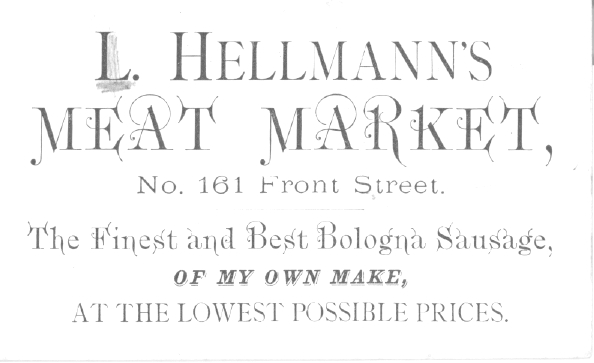 L. HELLMANN'S
MEAT MARKET,
No. 161 Front Street.
The Finest and Best Bologna Sausage,
OF MY OWN MAKE,
AT THE LOWEST POSSIBLE PRICES.